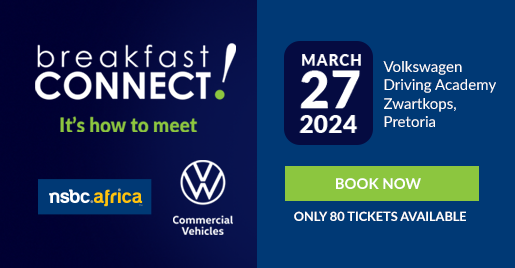 breakfast
CONNECT!
It's how to meet
nsbc.africa
Commercial
Vehicles
MARCH
27
2024
Volkswagen
Driving Academy
Zwartkops,
Pretoria
BOOK NOW
ONLY 80 TICKETS AVAILABLE